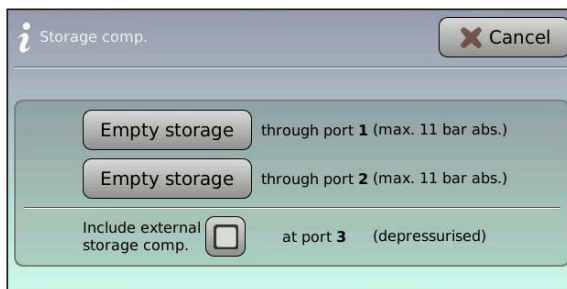 i Storage comp.
Cancel
Empty storage through port 1 (max. 11 bar abs.)
Empty storage through port 2 (max. 11 bar abs.)
Include external
storage comp. at port 3 (depressurised)